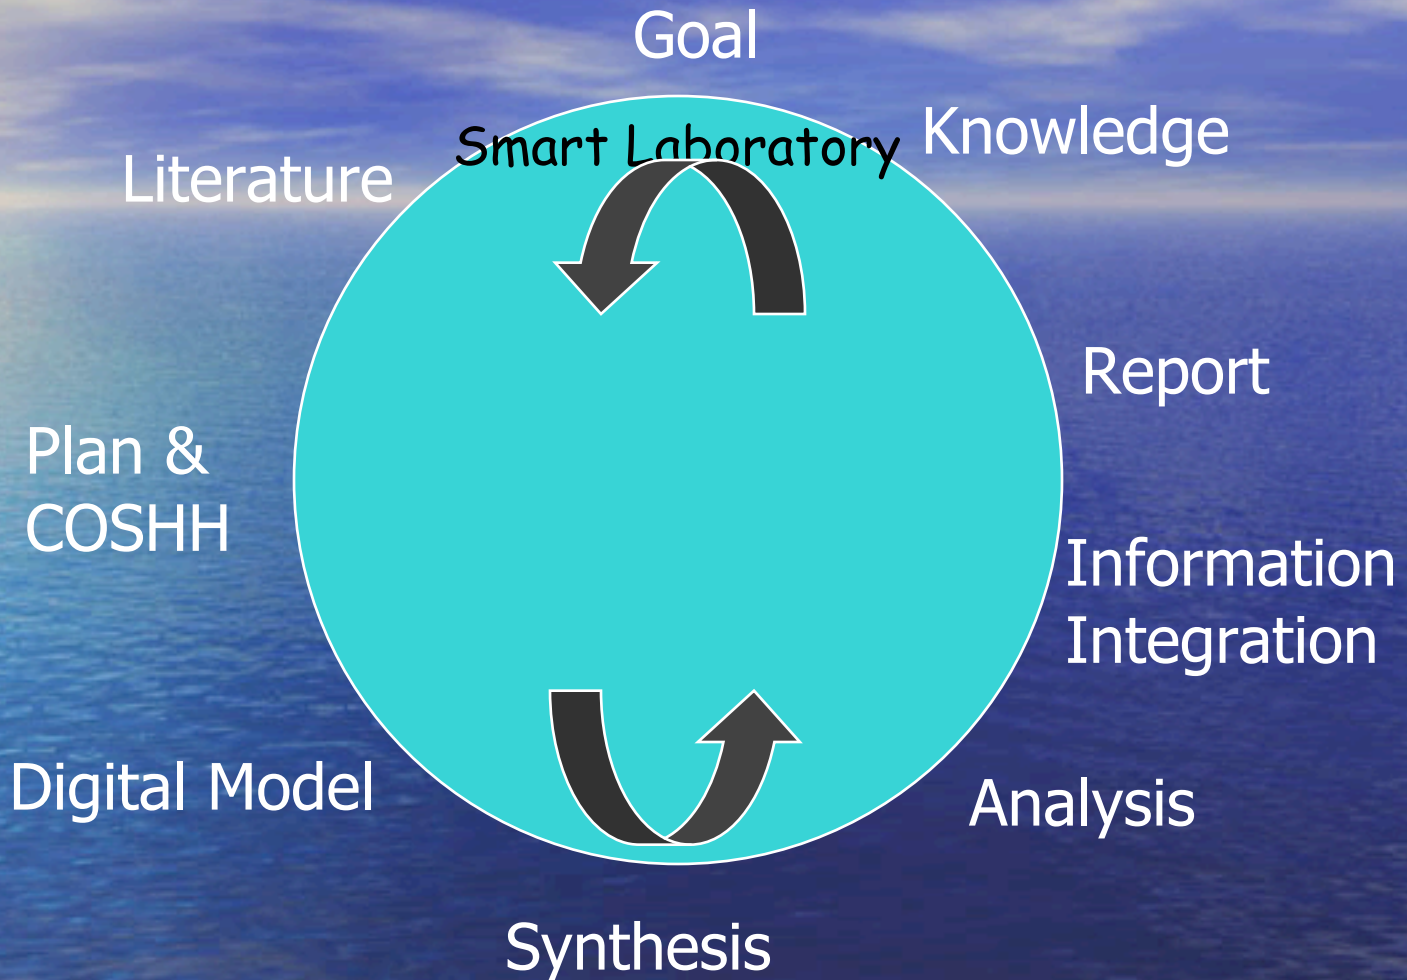 Goal
Smart Laboratory
Knowledge
Literature
Report
Plan &
COSHH
Information
Integration
Digital Model
Analysis
Synthesis